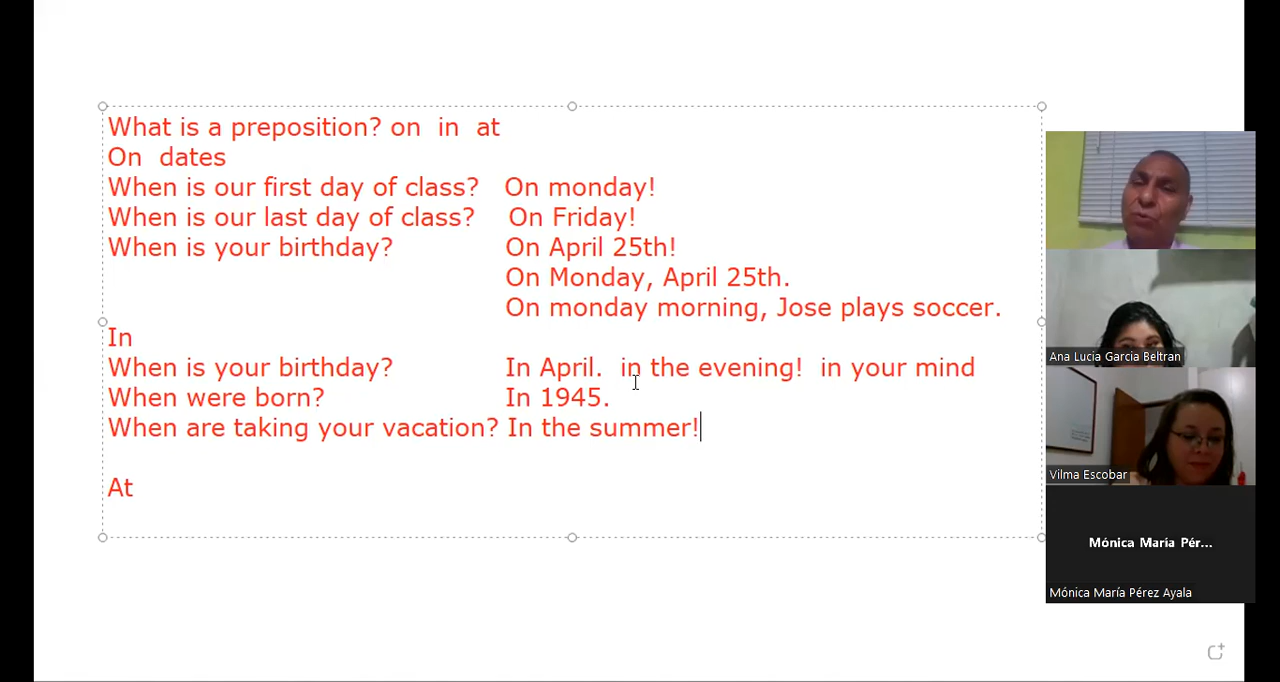 What is a preposition? on in at
On dates
When is our first day of class? On monday!
When is our last day of class? On Friday!
When is your birthday? On April 25th!
On Monday, April 25th.
On monday morning, Jose plays soccer.
In
When is your birthday? In April. in the evening! in your mind
When were born? In 1945.
When are taking your vacation? In the summer!
At
Ana Lucia Garcia Beltran
Vilma Escobar
Mónica María Pér...
Mónica María Pérez Ayala